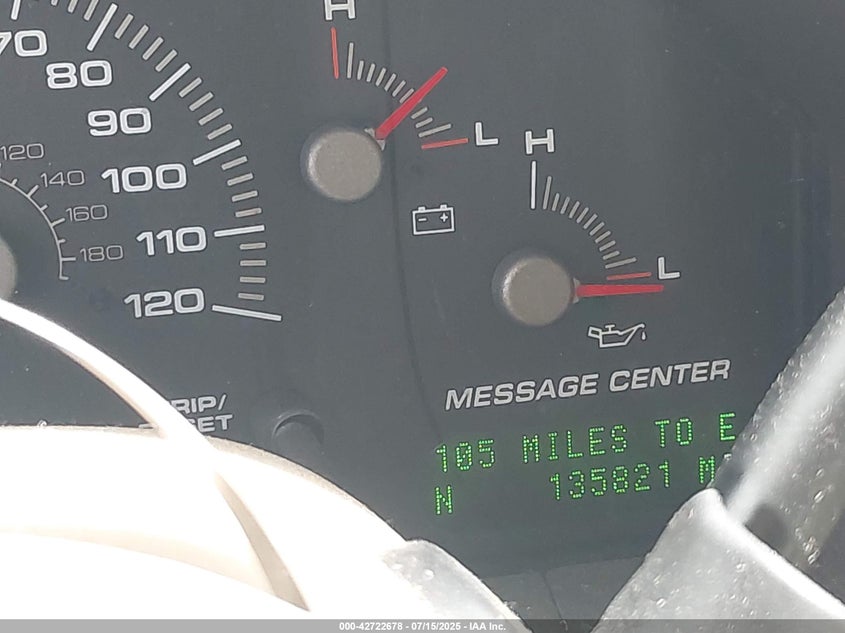 H
70
80
90
100
110
120
120
140
160
180
L
H
L
MESSAGE CENTER
RIP/
SET
105 MILES TO E
N 135821 M
000-42722678 - 07/15/2025 - IAA Inc.